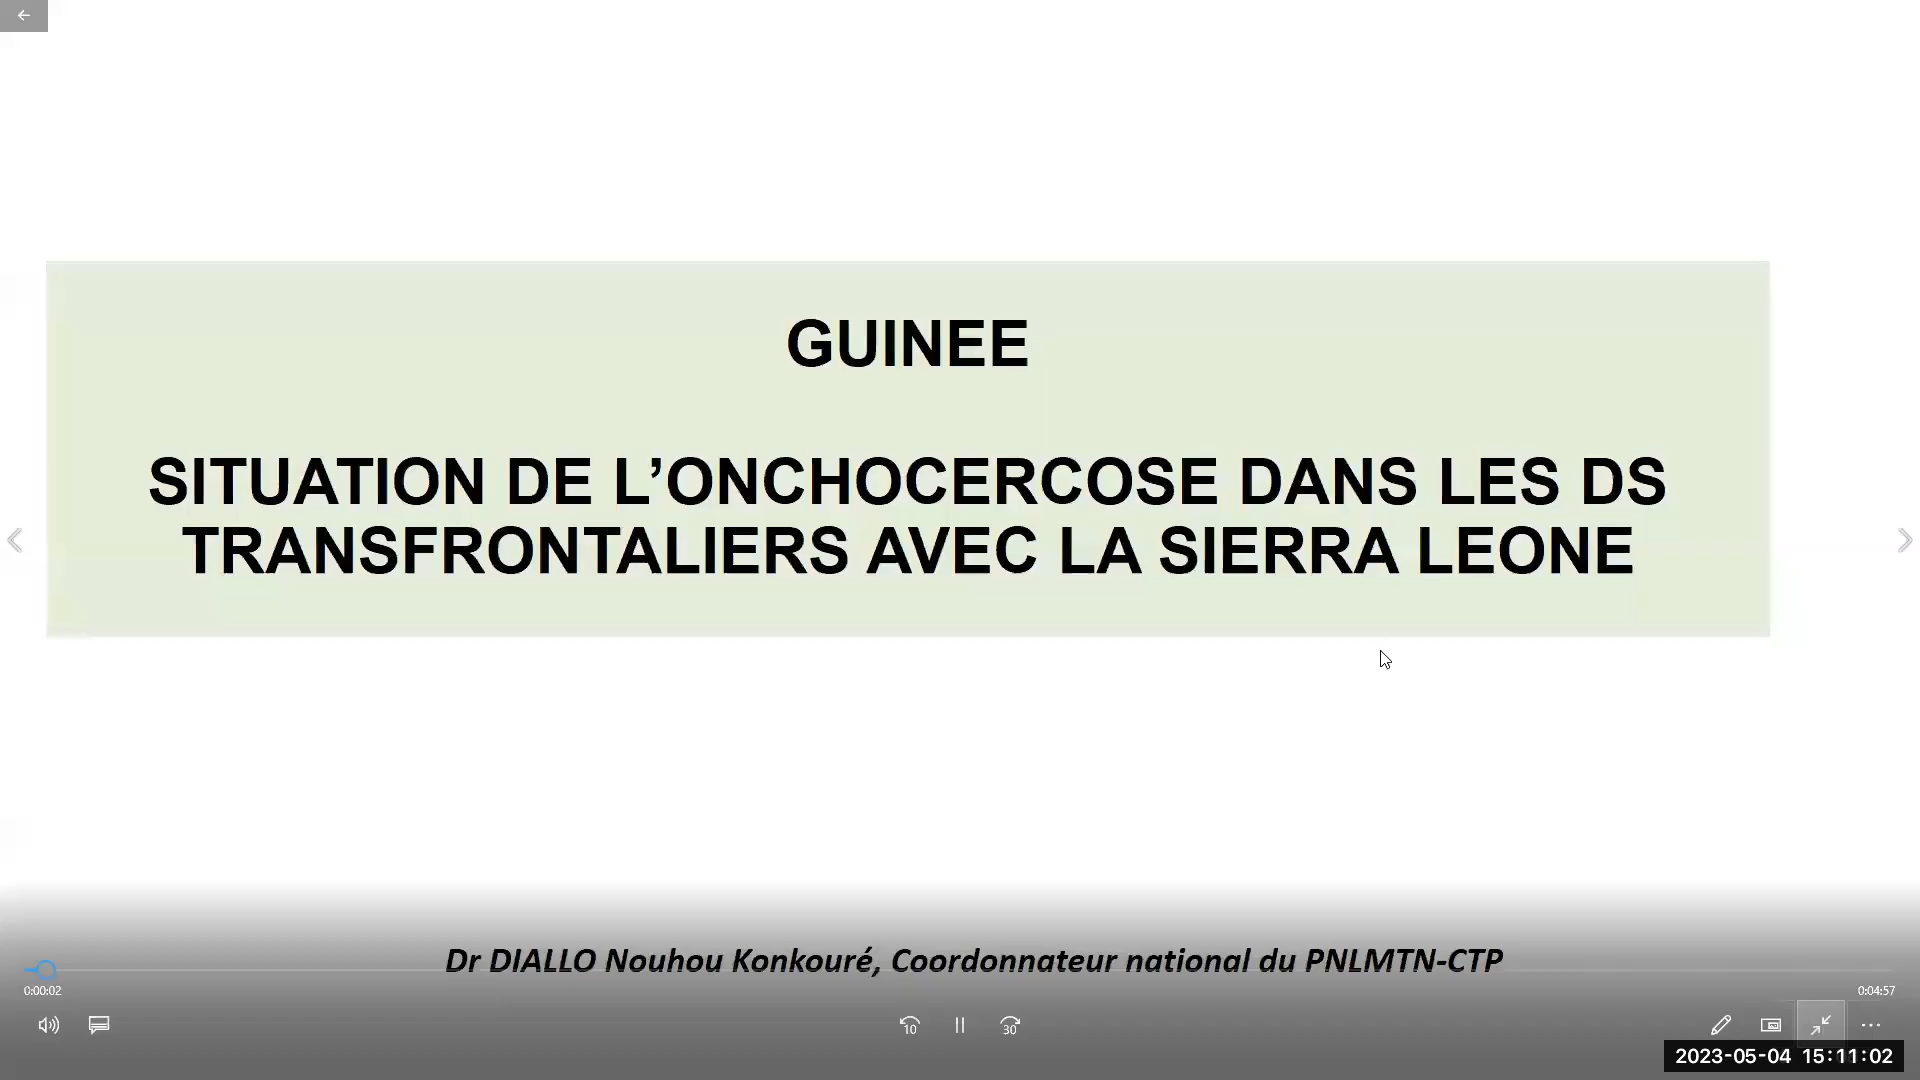 GUINEE
SITUATION DE L’ONCHOCERCOSE DANS LES DS
TRANSFRONTALIERS AVEC LA SIERRA LEONE
Dr DIALLO Nouhou Konkouré, Coordonnateur national du PNLMTN-CTP
0:00:02
0:04:57
10
30
2023-05-04 15:11:02